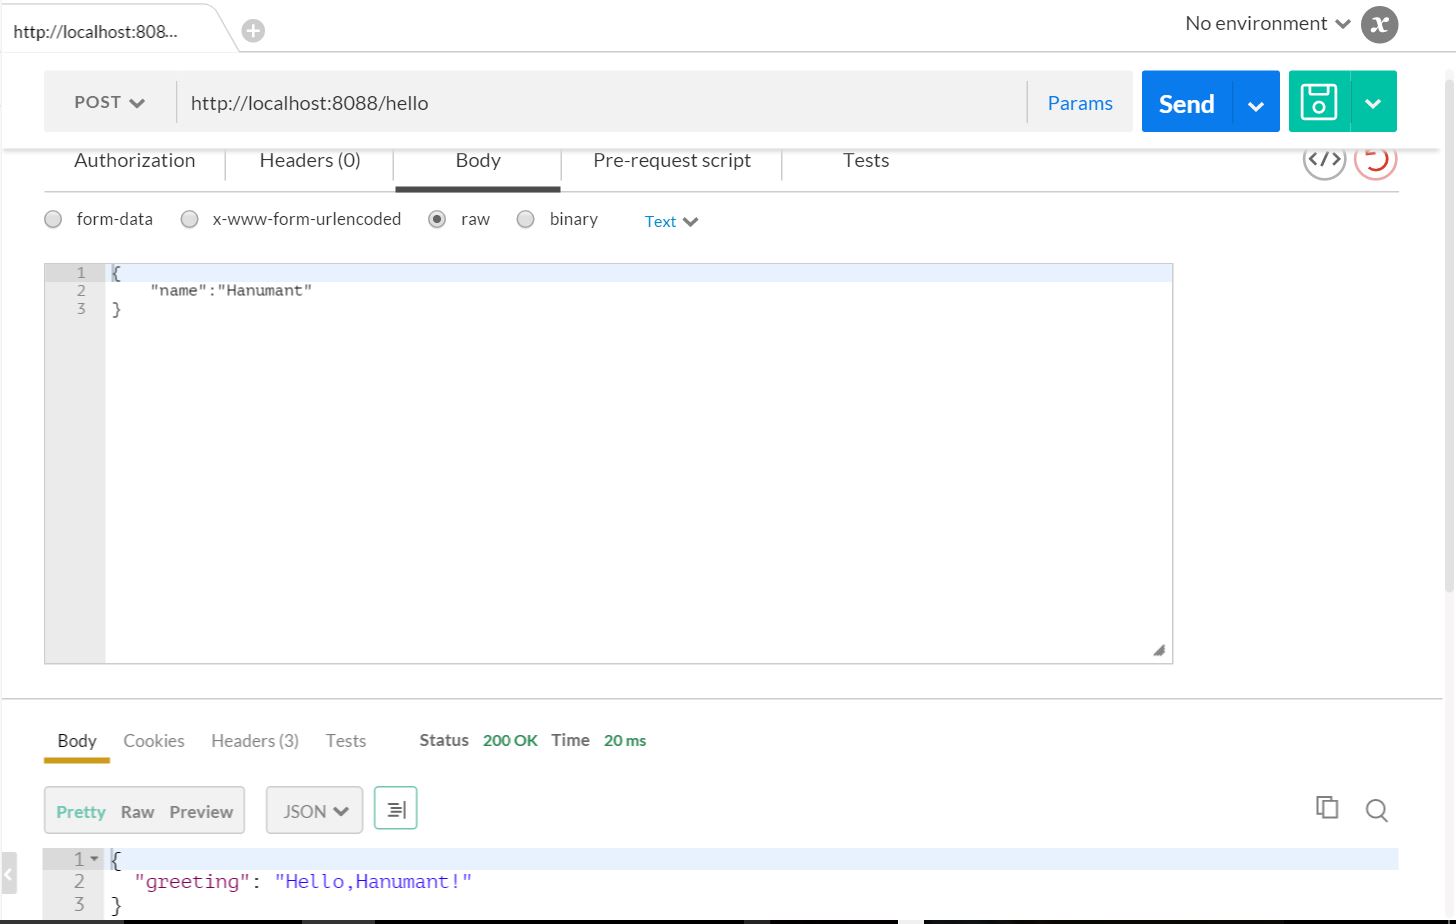 http://localhost:808...
No environment
x
POST http://localhost:8088/hello Params Send
Authorization Headers (0) Body Pre-request script Tests </>
form-data x-www-form-urlencoded raw binary Text
1 {
2 "name":"Hanumant"
3 }
Body Cookies Headers (3) Tests Status 200 OK Time 20 ms
Pretty Raw Preview JSON
1 {
2 "greeting": "Hello,Hanumant!"
3 }